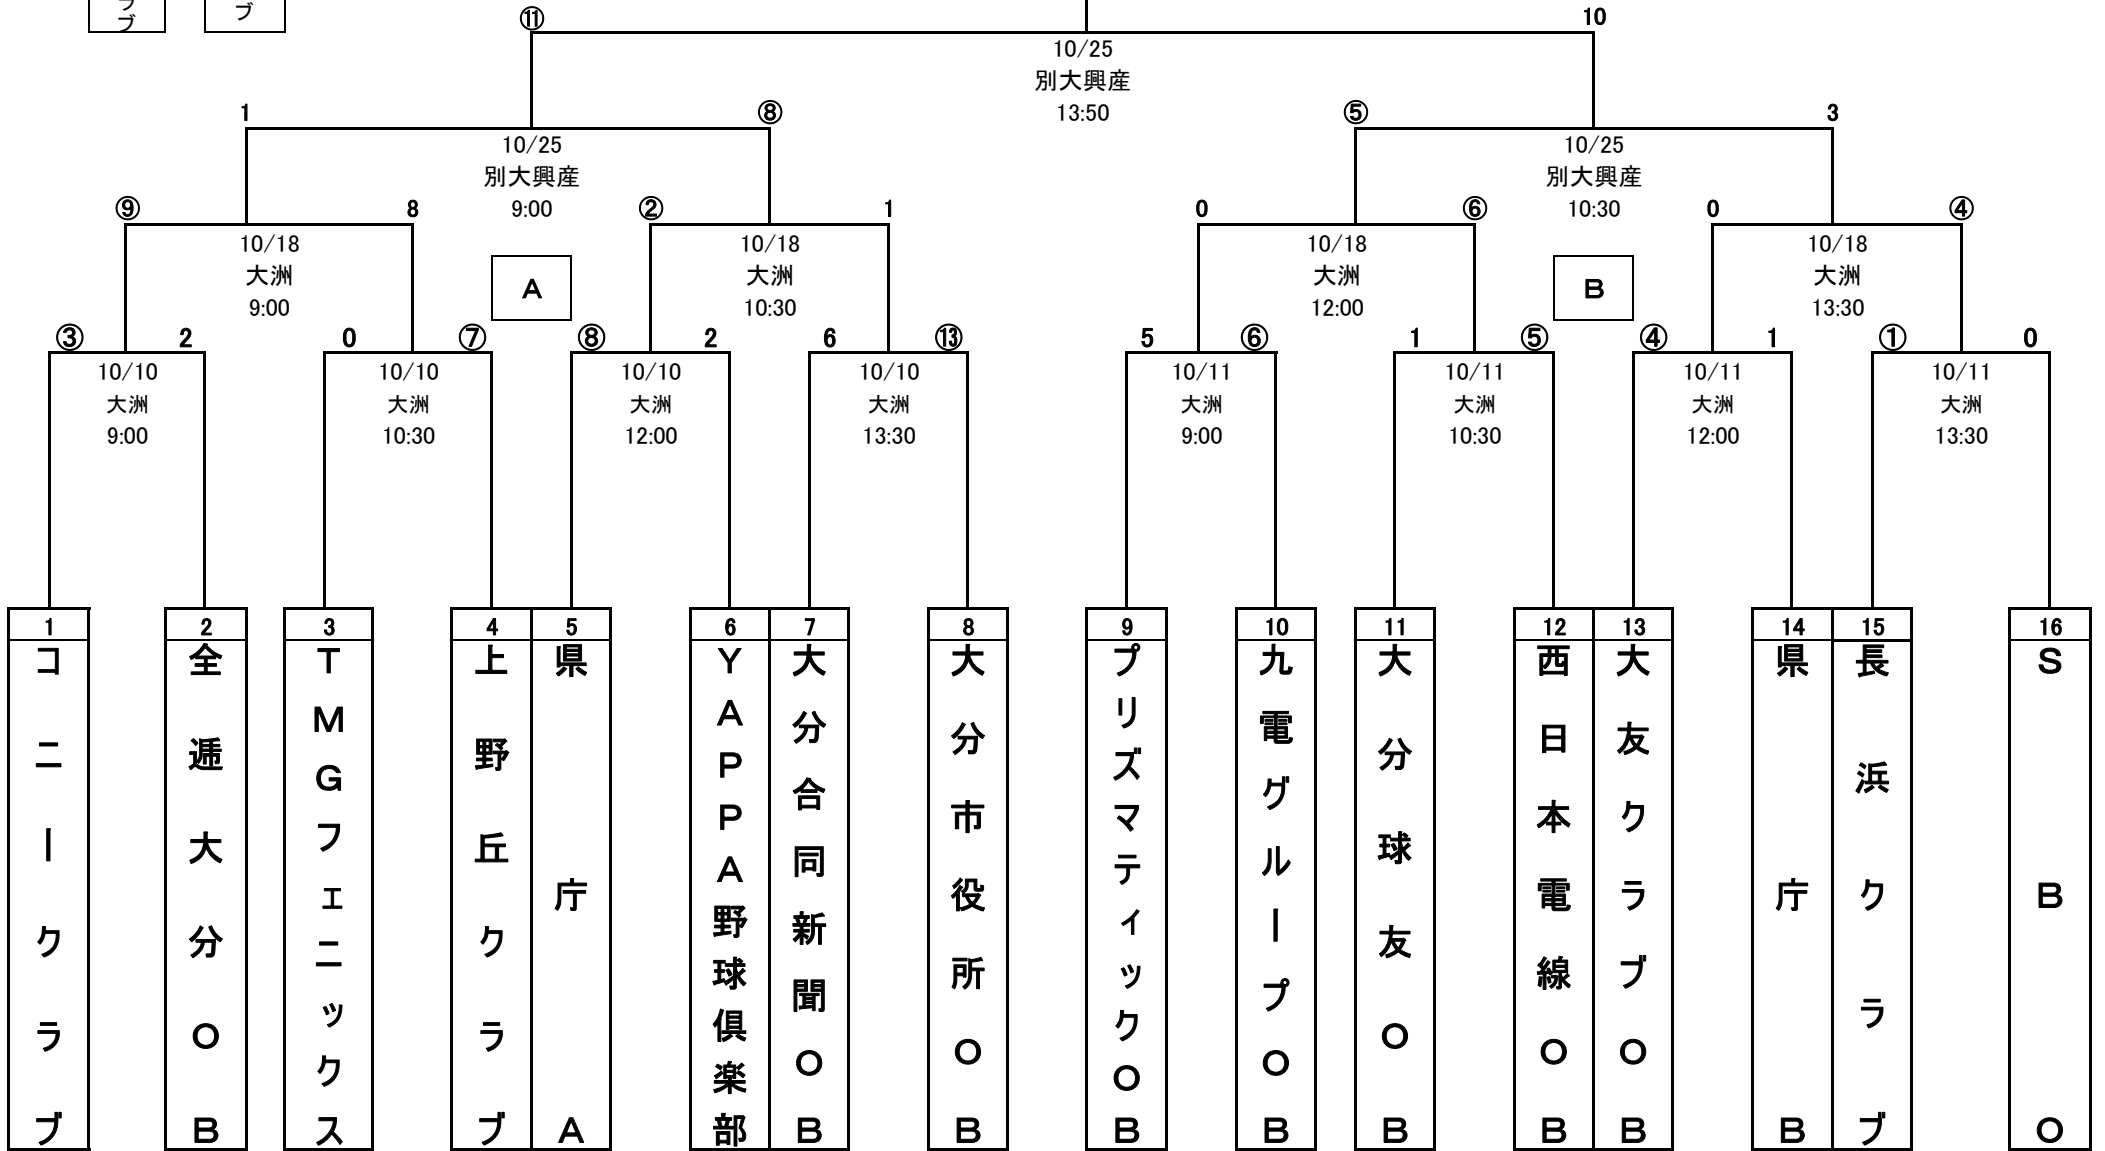 ラブ
ブ
⑪ 10
10/25
別大興産
13:50
1 ⑧ ⑤ 3
10/25 10/25
別大興産 別大興産
9:00 10:30
⑨ 8 ② 1 0 ⑥ 0 ④
10/18 10/18 10/18 10/18
大洲 大洲 大洲 大洲
9:00 10:30 12:00 13:30
A B
③ 2 0 ⑦ ⑧ 2 6 ⑬ 5 ⑥ 1 ⑤ ④ 1 ① 0
10/10 10/10 10/10 10/10 10/11 10/11 10/11 10/11
大洲 大洲 大洲 大洲 大洲 大洲 大洲 大洲
9:00 10:30 12:00 13:30 9:00 10:30 12:00 13:30
1 2 3 4 5 6 7 8 9 10 11 12 13 14 15 16
コニークラブ
全逓大分OB
TMGフェニックス
上野丘クラブ
県庁A
YAPPA野球倶楽部
大分合同新聞OB
大分市役所OB
プリズマティックOB
九電グループOB
大分球友OB
西日本電線OB
大友クラブOB
県庁B
長浜クラブ
SBO